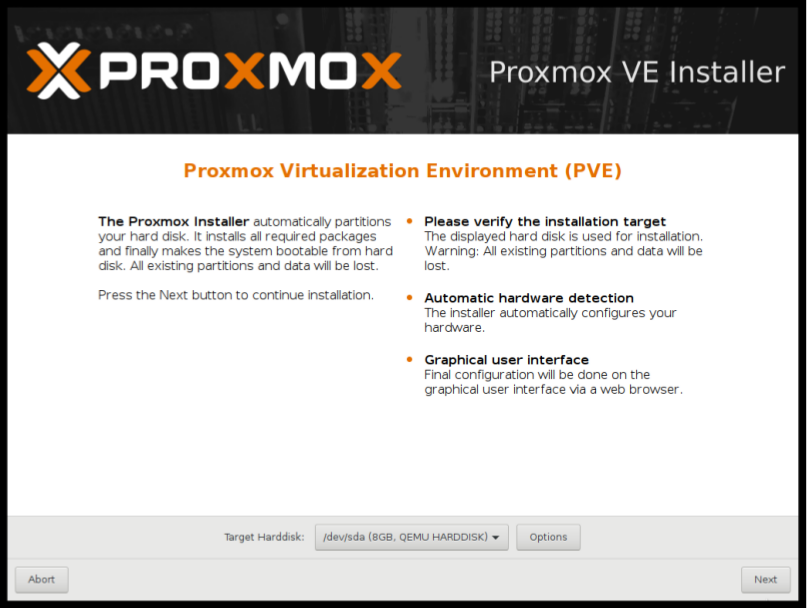 PROXMOX
Proxmox VE Installer
Proxmox Virtualization Environment (PVE)
The Proxmox Installer automatically partitions
your hard disk. It installs all required packages
and finally makes the system bootable from hard
disk. All existing partitions and data will be lost.
Press the Next button to continue installation.
Please verify the installation target
The displayed hard disk is used for installation.
Warning: All existing partitions and data will be
lost.
Automatic hardware detection
The installer automatically configures your
hardware.
Graphical user interface
Final configuration will be done on the
graphical user interface via a web browser.
Target Harddisk:
/dev/sda (8GB, QEMU HARDDISK)
Options
Abort
Next